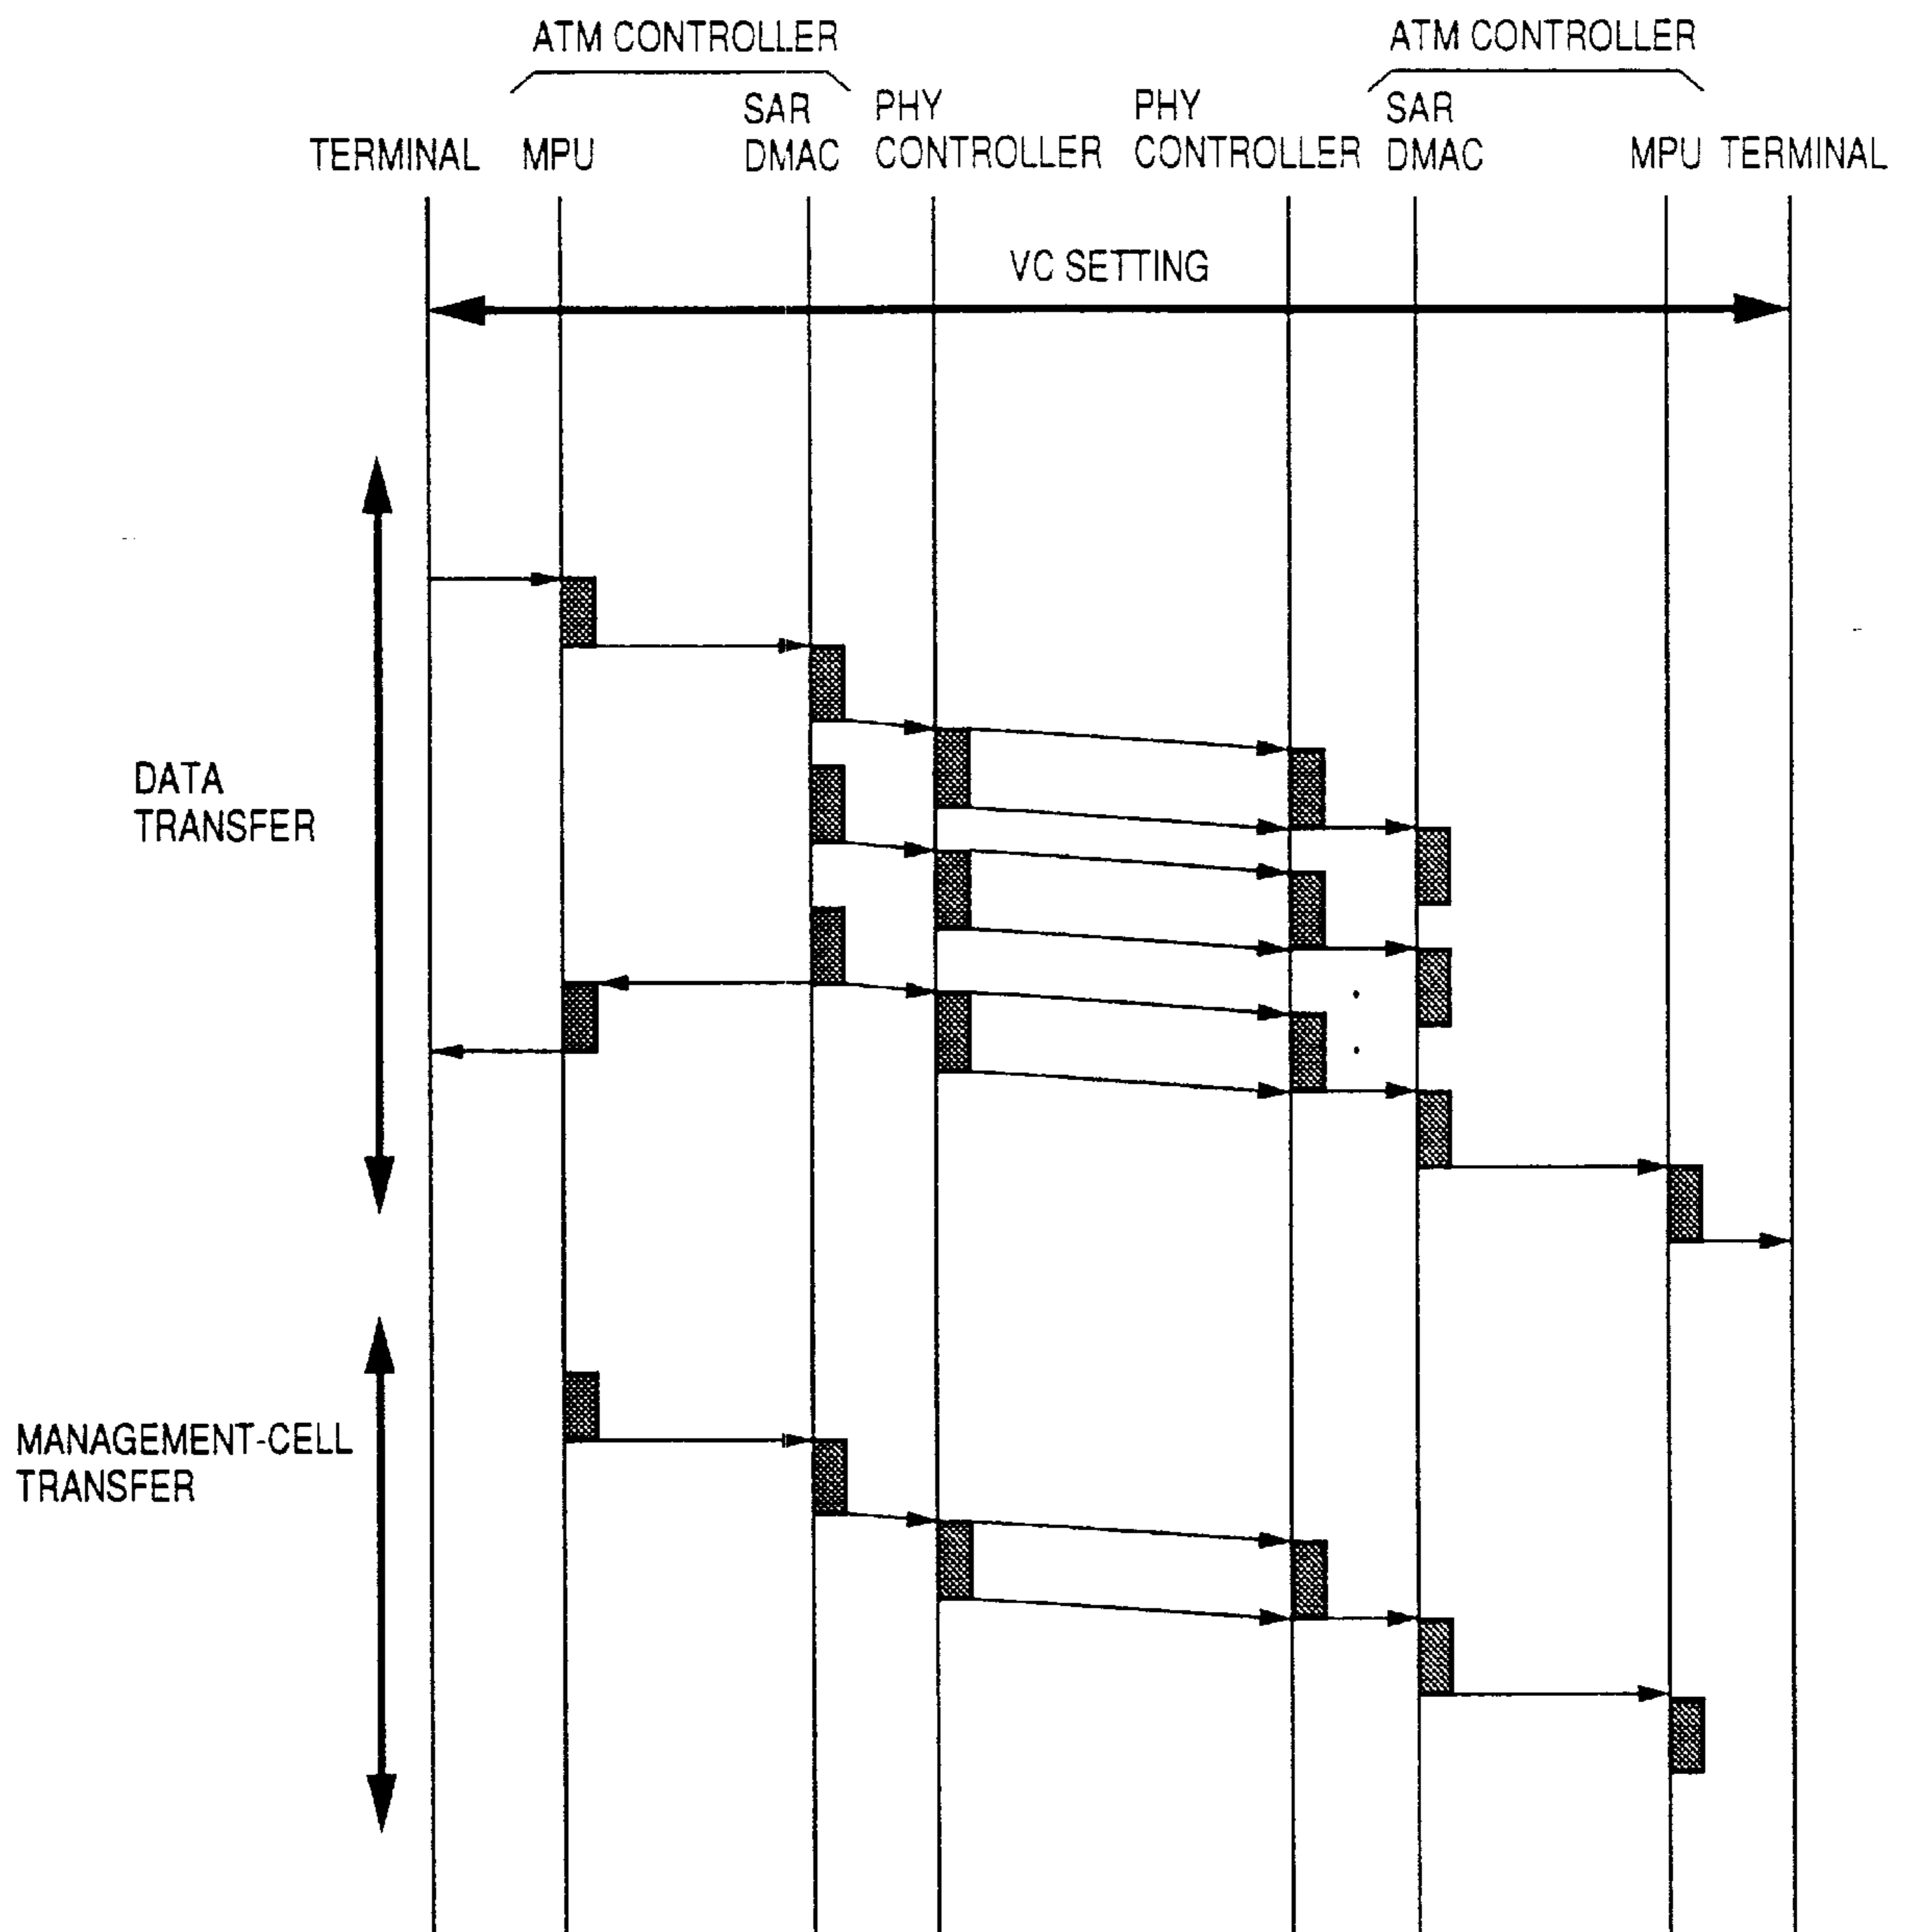 ATM CONTROLLER
ATM CONTROLLER
TERMINAL
MPU
SAR
DMAC
PHY
CONTROLLER
PHY
CONTROLLER
SAR
DMAC
MPU
TERMINAL
VC SETTING
DATA
TRANSFER
MANAGEMENT-CELL
TRANSFER